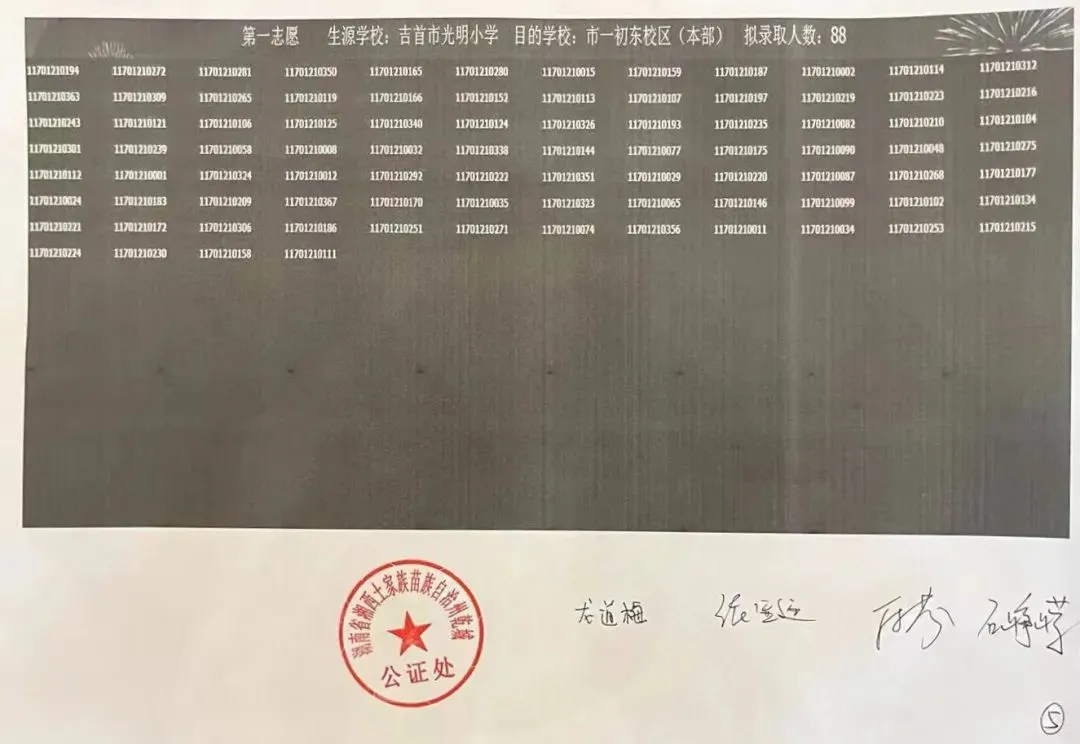 第一志愿 生源学校：吉首市光明小学 目的学校：市一初东校区（本部） 拟录取人数：88
11701210194 11701210272 11701210281 11701210350 11701210165 11701210280 11701210015 11701210159 11701210187 11701210002 11701210114 11701210312
11701210363 11701210309 11701210265 11701210119 11701210166 11701210152 11701210113 11701210107 11701210197 11701210219 11701210223 11701210216
11701210243 11701210121 11701210106 11701210125 11701210340 11701210124 11701210326 11701210193 11701210235 11701210082 11701210210 11701210104
11701210301 11701210239 11701210058 11701210008 11701210032 11701210338 11701210144 11701210077 11701210175 11701210090 11701210048 11701210275
11701210112 11701210001 11701210324 11701210012 11701210292 11701210222 11701210351 11701210029 11701210220 11701210087 11701210268 11701210177
11701210024 11701210183 11701210209 11701210367 11701210170 11701210035 11701210323 11701210065 11701210146 11701210099 11701210102 11701210134
11701210221 11701210172 11701210306 11701210186 11701210251 11701210271 11701210074 11701210356 11701210011 11701210034 11701210253 11701210215
11701210224 11701210230 11701210158 11701210111
湖南省湘西土家族苗族自治州乾城
公证处
龙道梅
⑤